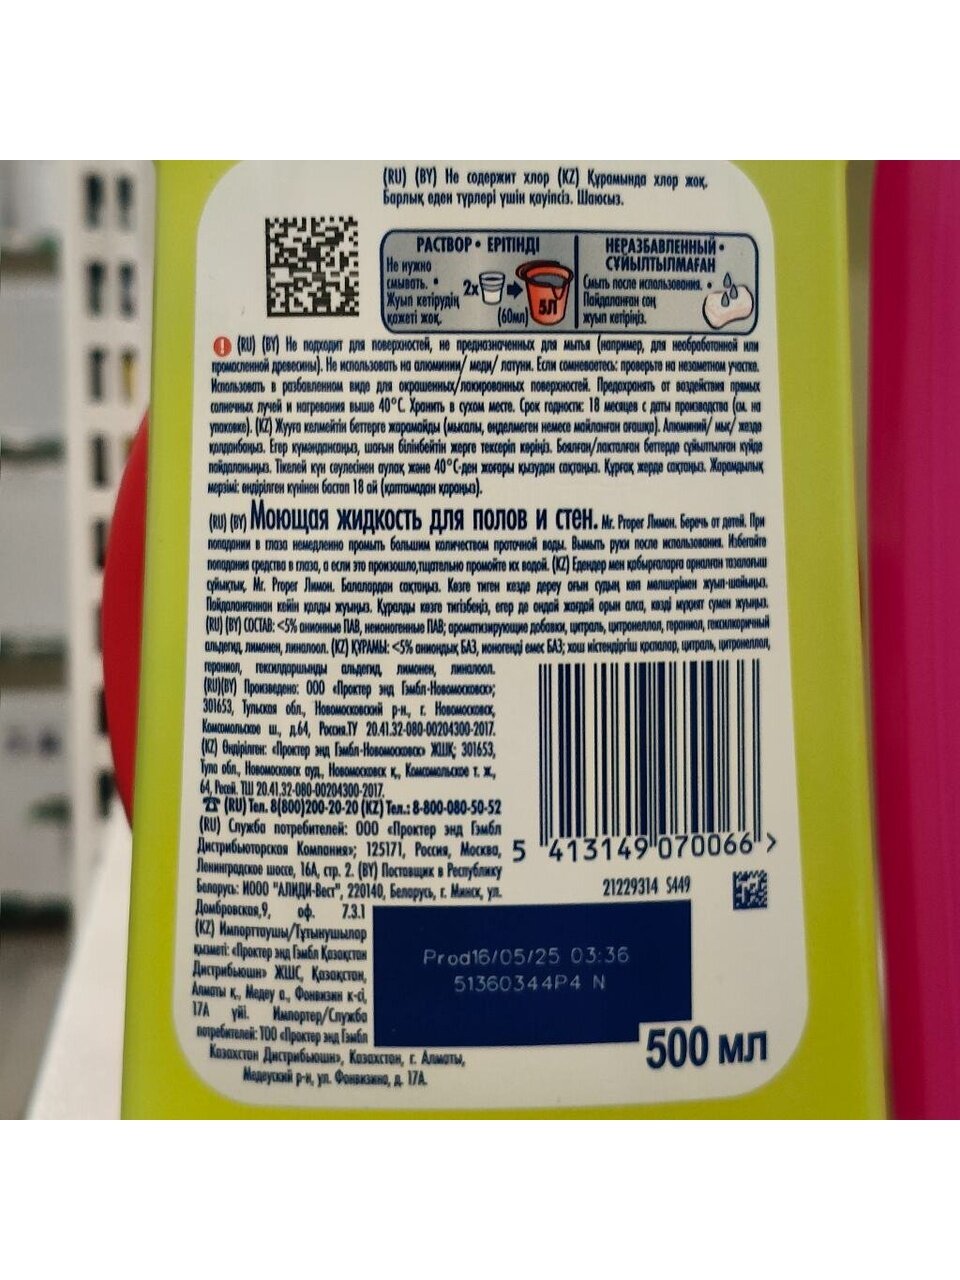 (RU) (BY) Не содержит хлор (KZ) Құрамында хлор жоқ.
Барлық еден түрлері үшін қауіпсіз. Шаюсыз.
РАСТВОР • ЕРІТІНДІ
Не нужно
смывать. •
Жуып кетірудің
қажеті жоқ.
2x
(60мл)
5Л
НЕРАЗБАВЛЕННЫЙ •
СҰЙЫЛТЫЛМАҒАН
Смыть после использования. •
Пайдаланған соң
жуып кетіріңіз.
(RU) (BY) Не подходит для поверхностей, не предназначенных для мытья (например, для необработанной или
промасленной древесины). Не использовать на алюминии/ меди/ латуни. Если сомневаетесь: проверьте на незаметном участке.
Использовать в разбавленном виде для окрашенных/лакированных поверхностей. Предохранять от воздействия прямых
солнечных лучей и нагревания выше 40°С. Хранить в сухом месте. Срок годности: 18 месяцев с даты производства (см. на
упаковке). (KZ) Жууға келмейтін беттерге жарамайды (мысалы, өңделмеген немесе майланған ағашқа). Алюминий/ мыс/ жезде
қолданбаңыз. Егер күмәндансаңыз, шағын білінбейтін жерге тексеріп көріңіз. Боялған/лакталған беттерде сұйылтылған күйде
пайдаланыңыз. Тікелей күн сәулесінен аулақ және 40°С-ден жоғары қызудан сақтаңыз. Құрғақ жерде сақтаңыз. Жарамдылық
мерзімі: өндірілген күнінен бастап 18 ай (қаптамадан қараңыз).
(RU) (BY) Моющая жидкость для полов и стен. Mr. Proper Лимон. Беречь от детей. При
попадании в глаза немедленно промыть большим количеством проточной воды. Вымыть руки после использования. Избегайте
попадания средства в глаза, а если это произошло,тщательно промойте их водой. (KZ) Едендер мен қабырғаларға арналған тазалағыш
сұйықтық. Mr. Proper Лимон. Балалардан сақтаңыз. Көзге тиген кезде дереу ағын судың көп мөлшерімен жуып-шайыңыз.
Пайдаланғаннан кейін қолды жуыңыз. Құралды көзге тигізбеңіз, егер де ондай жағдай орын алса, көзді мұқият сумен жуыңыз.
(RU) (BY) СОСТАВ: <5% анионные ПАВ, неионогенные ПАВ; ароматизирующие добавки, цитраль, цитронеллол, гераниол, гексилкоричный
альдегид, лимонен, линалоол. (KZ) ҚҰРАМЫ: <5% аниондық БАЗ, ионогенді емес БАЗ; хош иістендіргіш қоспалар, цитраль, цитронеллол,
гераниол, гексилдаршынды альдегид, лимонен, линалоол.
(RU)(BY) Произведено: ООО «Проктер энд Гэмбл-Новомосковск»;
301653, Тульская обл., Новомосковский р-н., г. Новомосковск,
Комсомольское ш., д.64, Россия.ТУ 20.41.32-080-00204300-2017.
(KZ) Өндірілген: «Проктер энд Гэмбл-Новомосковск» ЖШҚ; 301653,
Тула обл., Новомосковск ауд., Новомосковск қ., Комсомольское т. ж.,
64, Ресей. ТШ 20.41.32-080-00204300-2017.
(RU) Тел. 8(800)200-20-20 (KZ) Тел.: 8-800-080-50-52
(RU) Служба потребителей: ООО «Проктер энд Гэмбл
Дистрибьюторская Компания»; 125171, Россия, Москва,
Ленинградское шоссе, 16А, стр. 2. (BY) Поставщик в Республику
Беларусь: ИООО "АЛИДИ-Вест", 220140, Беларусь, г. Минск, ул.
Домбровская,9, оф. 7.3.1
(KZ) Импорттаушы/Тұтынушылар
қызметі: «Проктер энд Гэмбл Қазақстан
Дистрибьюшн» ЖШС, Қазақстан,
Алматы қ., Медеу а., Фонвизин к-сі,
17А үйі. Импортер/Служба
потребителей: ТОО «Проктер энд Гэмбл
Казахстан Дистрибьюшн», Казахстан, г. Алматы,
Медеуский р-н, ул. Фонвизина, д. 17А.
5 413149 070066 >
21229314 S449
Prod16/05/25 03:36
51360344P4 N
500 мл